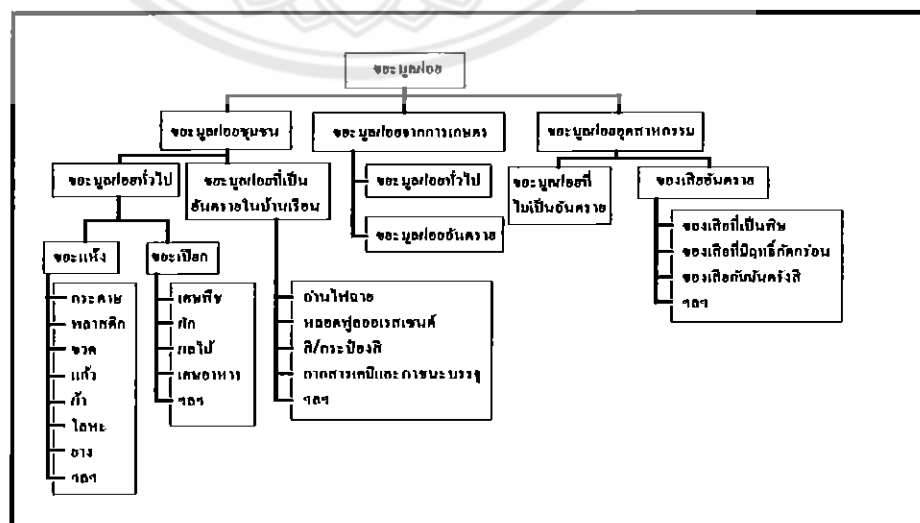 ขยะมูลฝอย
ขยะมูลฝอยชุมชน
ขยะมูลฝอยจากการเกษตร
ขยะมูลฝอยอุตสาหกรรม
ขยะมูลฝอยทั่วไป
ขยะมูลฝอยที่เป็น
อันตรายในบ้านเรือน
ขยะมูลฝอยทั่วไป
ขยะมูลฝอยอันตราย
ขยะมูลฝอยที่
ไม่เป็นอันตราย
ของเสียอันตราย
ขยะแห้ง
ขยะเปียก
ของเสียที่เป็นพิษ
ของเสียที่มีฤทธิ์กัดกร่อน
ของเสียกัมมันตรังสี
ฯลฯ
กระดาษ
พลาสติก
ขวด
แก้ว
ผ้า
โลหะ
ยาง
ฯลฯ
เศษพืช
ผัก
ผลไม้
เศษอาหาร
ฯลฯ
ถ่านไฟฉาย
หลอดฟูลออเรสเซนต์
สี/กระป๋องสี
กากสารเคมีและภาชนะบรรจุ
ฯลฯ